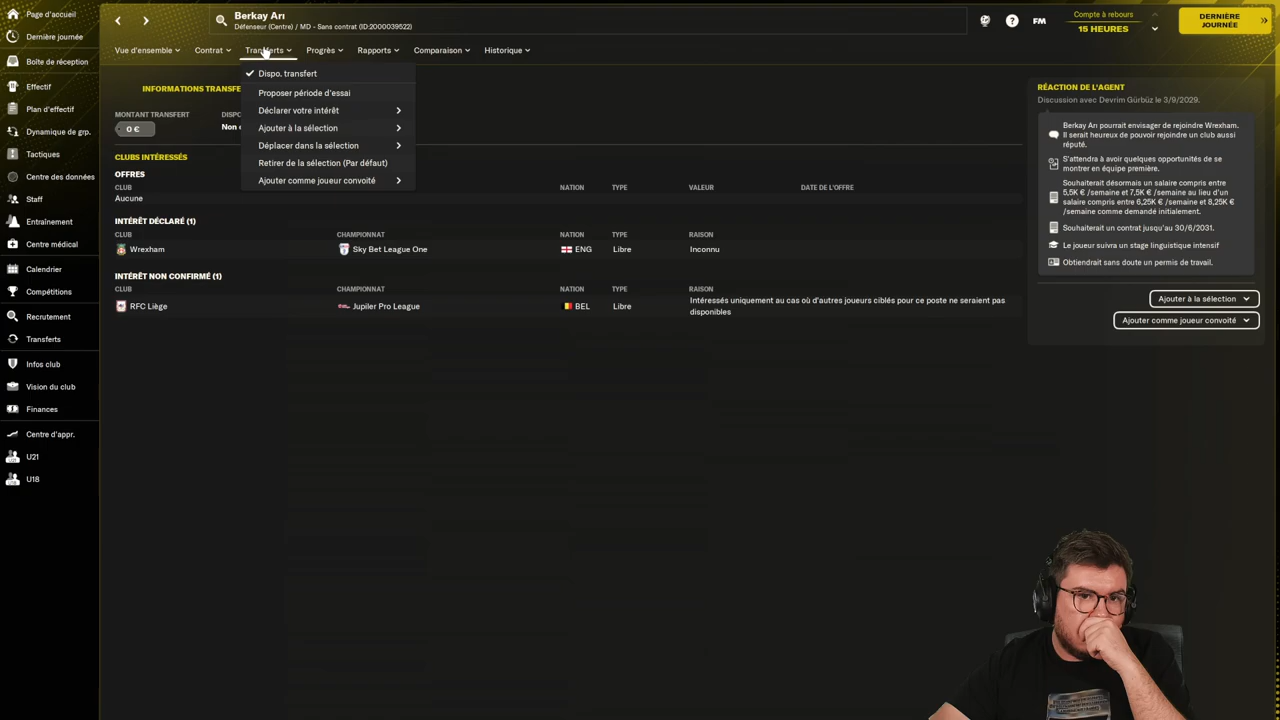 Page d'accueil
Dernière journée
Boîte de réception
Effectif
Plan d'effectif
Dynamique de grp.
Tactiques
Centre des données
Staff
Entraînement
Centre médical
Calendrier
Compétitions
Recrutement
Transferts
Infos club
Vision du club
Finances
Centre d'appr.
U21
U18
Berkay Arı
Défenseur (Centre) / MD - Sans contrat (ID:2000039522)
FM
Compte à rebours
15 HEURES
DERNIÈRE
JOURNÉE
Vue d'ensemble
Contrat
Transferts
Progrès
Rapports
Comparaison
Historique
Dispo. transfert
Proposer période d'essai
Déclarer votre intérêt
Ajouter à la sélection
Déplacer dans la sélection
Retirer de la sélection (Par défaut)
Ajouter comme joueur convoité
INFORMATIONS TRANSFE
MONTANT TRANSFERT
0 €
CLUBS INTÉRESSÉS
OFFRES
CLUB NATION TYPE VALEUR DATE DE L'OFFRE
Aucune
INTÉRÊT DÉCLARÉ (1)
CLUB CHAMPIONNAT NATION TYPE RAISON
Wrexham Sky Bet League One ENG Libre Inconnu
INTÉRÊT NON CONFIRMÉ (1)
CLUB CHAMPIONNAT NATION TYPE RAISON
RFC Liège Jupiler Pro League BEL Libre Intéressés uniquement au cas où d'autres joueurs ciblés pour ce poste ne seraient pas
disponibles
RÉACTION DE L'AGENT
Discussion avec Devrim Gürbüz le 3/9/2029.
Berkay Arı pourrait envisager de rejoindre Wrexham.
Il serait heureux de pouvoir rejoindre un club aussi
réputé.
S'attendra à avoir quelques opportunités de se
montrer en équipe première.
Souhaiterait désormais un salaire compris entre
5,5K € /semaine et 7,5K € /semaine au lieu d'un
salaire compris entre 6,25K € /semaine et 8,25K €
/semaine comme demandé initialement.
Souhaiterait un contrat jusqu'au 30/6/2031.
Le joueur suivra un stage linguistique intensif
Obtiendrait sans doute un permis de travail.
Ajouter à la sélection
Ajouter comme joueur convoité